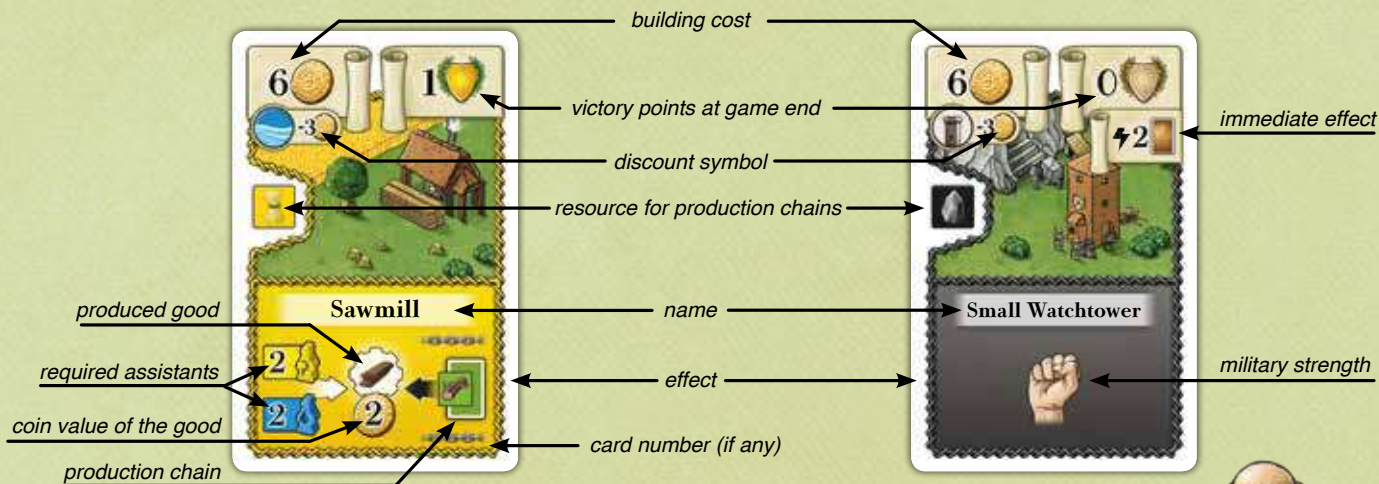 building cost
6
1
6
0
victory points at game end
immediate effect
-3
-3
2
discount symbol
resource for production chains
produced good
Sawmill
name
Small Watchtower
required assistants
2
effect
military strength
2
2
coin value of the good
card number (if any)
production chain